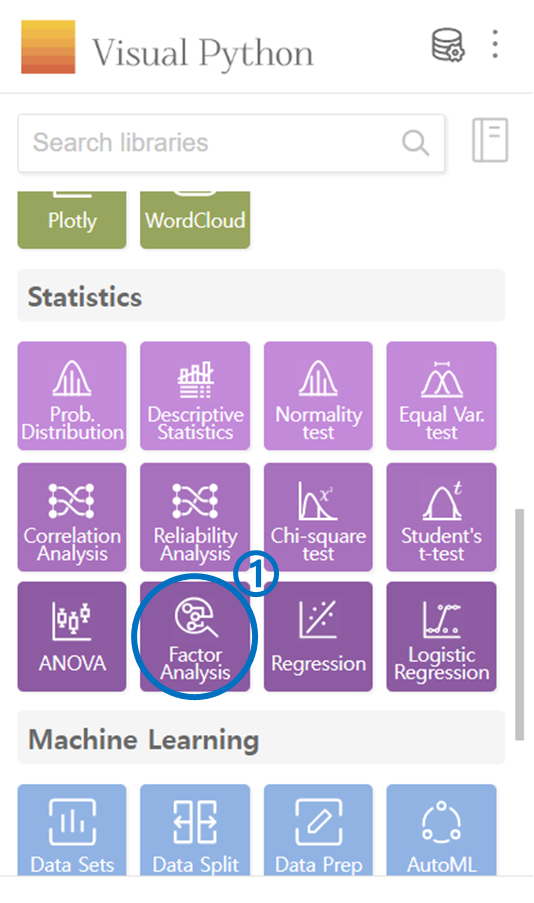 Visual Python
Search libraries
Plotly
WordCloud
Statistics
Prob.
Distribution
Descriptive
Statistics
Normality
test
Equal Var.
test
Correlation
Analysis
Reliability
Analysis
x²
Chi-square
test
t
Student's
t-test
①
ANOVA
Factor
Analysis
Regression
Logistic
Regression
Machine Learning
Data Sets
Data Split
Data Prep
AutoML